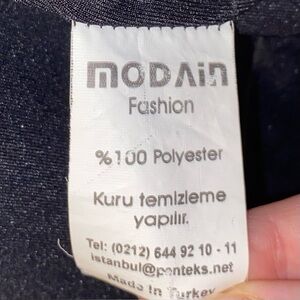 MODAIN
Fashion
%100 Polyester
Kuru temizleme
yapılır.
Tel: (0212) 644 92 10 - 11
istanbul@penteks.net
Made In Turkey